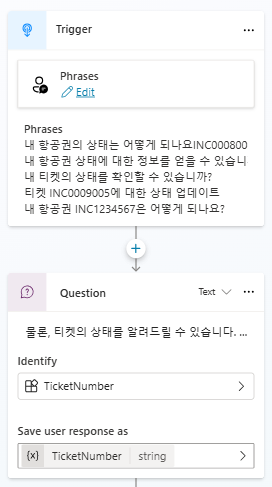 Trigger
Phrases
Edit
Phrases
내 항공권의 상태는 어떻게 되나요INC000800
내 항공권 상태에 대한 정보를 얻을 수 있습니
내 티켓의 상태를 확인할 수 있습니까?
티켓 INC0009005에 대한 상태 업데이트
내 항공권 INC1234567은 어떻게 되나요?
Question
Text
물론, 티켓의 상태를 알려드릴 수 있습니다. ...
Identify
TicketNumber
Save user response as
{x} TicketNumber string